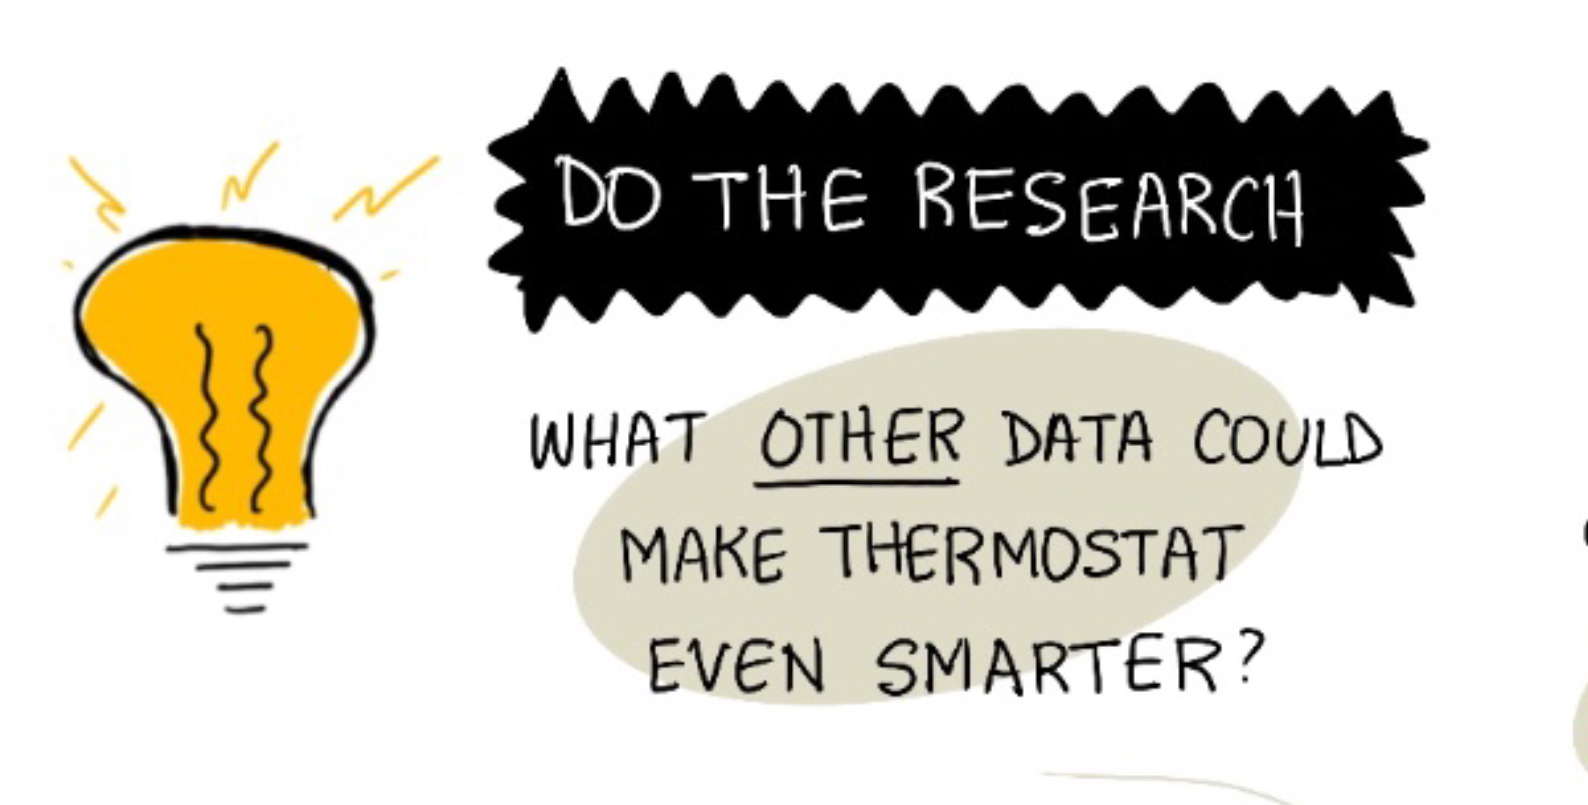 DO THE RESEARCH
WHAT OTHER DATA COULD
MAKE THERMOSTAT
EVEN SMARTER?